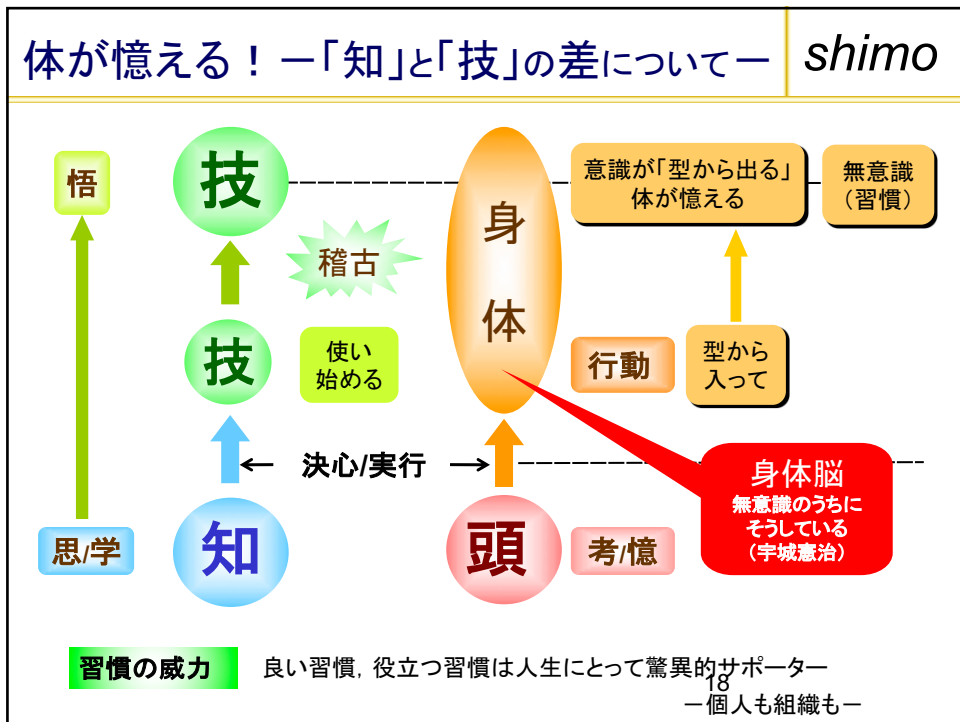 体が憶える！ －「知」と「技」の差について－
shimo
悟
技
身
体
意識が「型から出る」
体が憶える
無意識
（習慣）
稽古
技
使い
始める
行動
型から
入って
決心/実行
身体脳
無意識のうちに
そうしている
（宇城憲治）
思/学
知
頭
考/憶
習慣の威力
良い習慣，役立つ習慣は人生にとって驚異的サポーター
18
－個人も組織も－